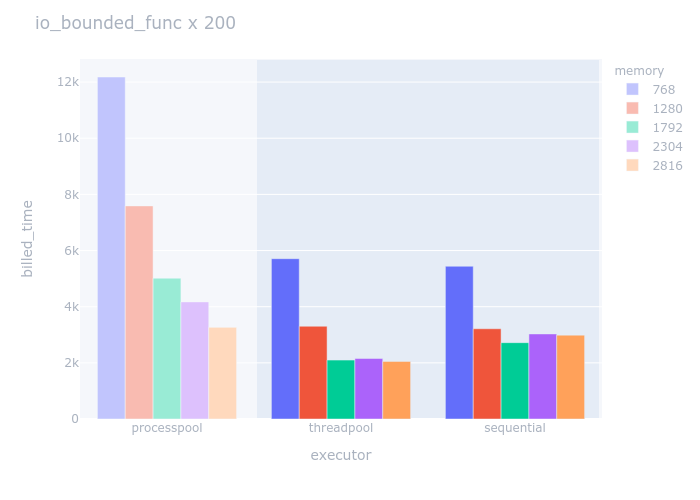 io_bounded_func x 200
memory
768
1280
1792
2304
2816
12k
10k
8k
6k
4k
2k
0
billed_time
processpool threadpool sequential
executor